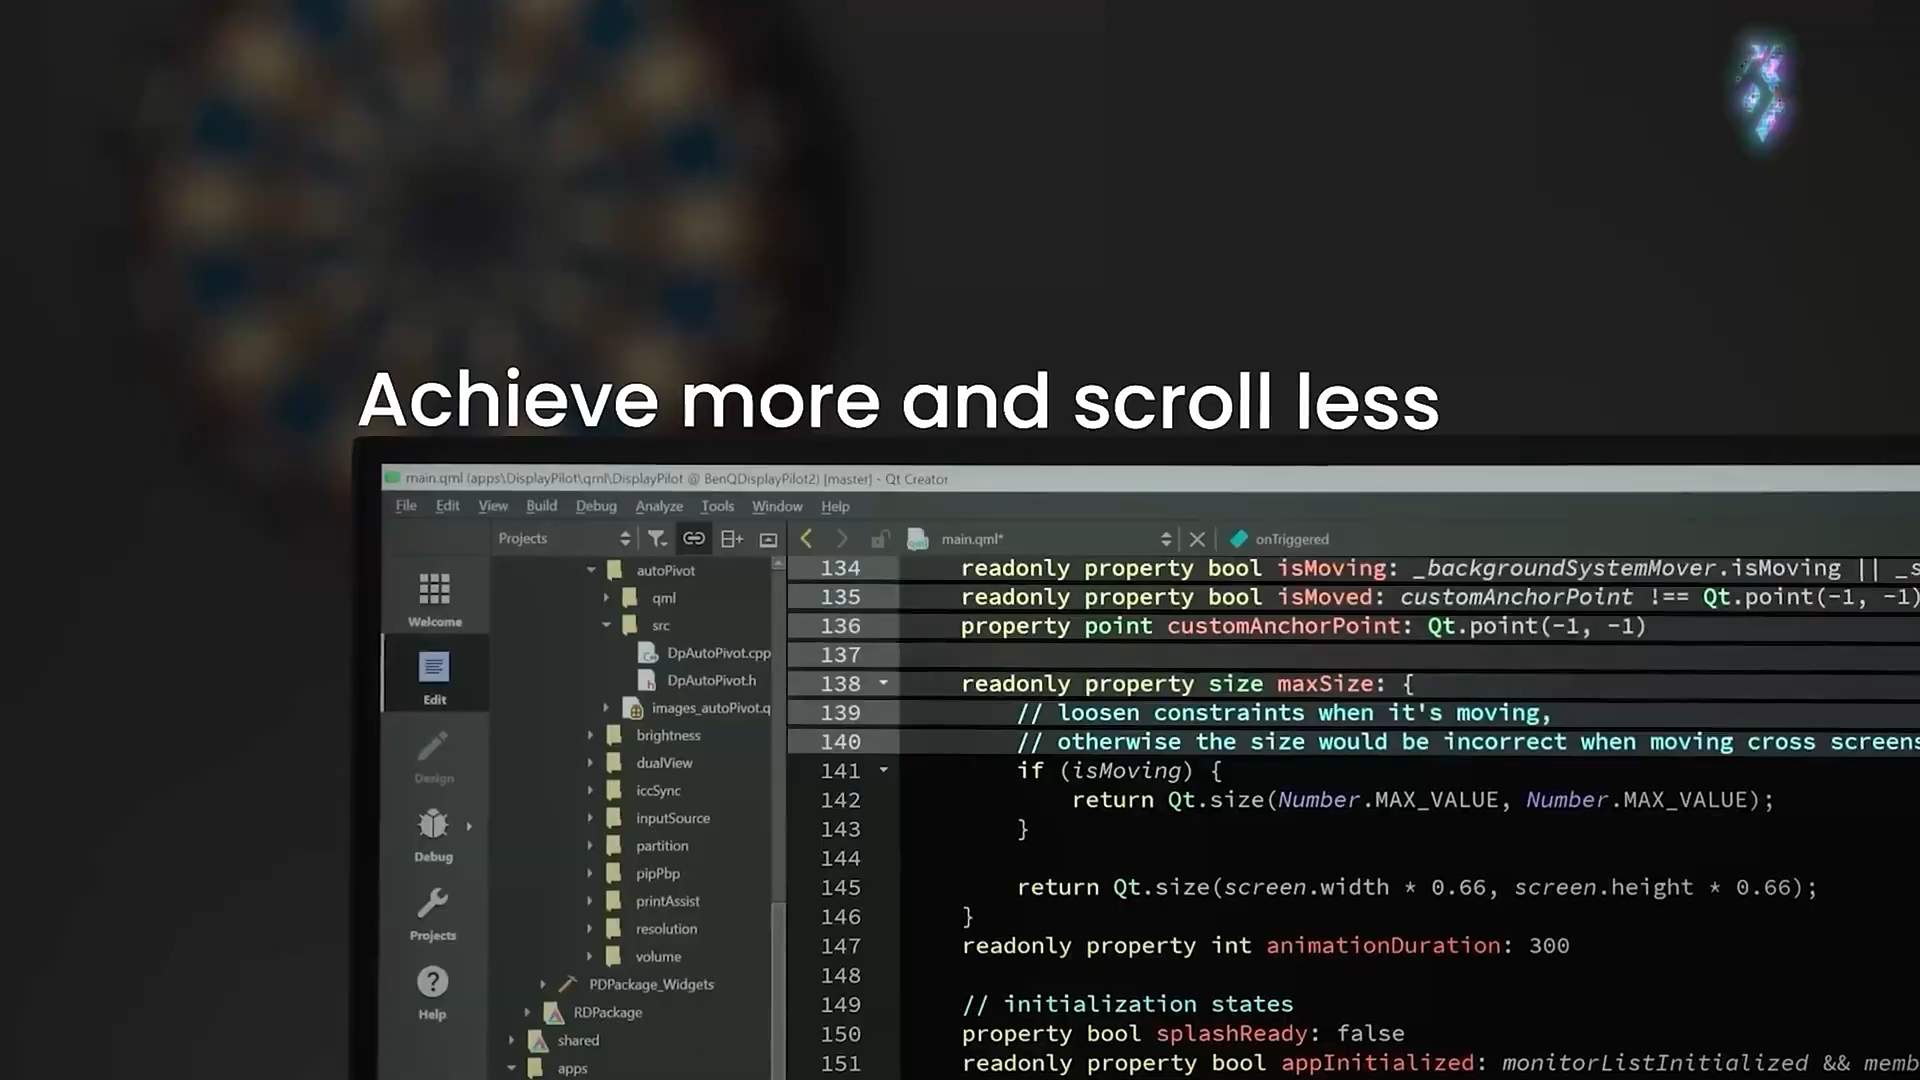 Achieve more and scroll less
main.qml (apps\DisplayPilot\qml\DisplayPilot @ BenQDisplayPilot2) [master] - Qt Creator
File Edit View Build Debug Analyze Tools Window Help
Projects
main.qml*
onTriggered
Welcome
Edit
Design
Debug
Projects
Help
autoPivot
qml
src
DpAutoPivot.cpp
DpAutoPivot.h
images_autoPivot.q
brightness
dualView
iccSync
inputSource
partition
pipPbp
printAssist
resolution
volume
PDPackage_Widgets
RDPackage
shared
apps
134 readonly property bool isMoving: _backgroundSystemMover.isMoving || _s
135 readonly property bool isMoved: customAnchorPoint !== Qt.point(-1, -1)
136 property point customAnchorPoint: Qt.point(-1, -1)
137
138 readonly property size maxSize: {
139 // loosen constraints when it's moving,
140 // otherwise the size would be incorrect when moving cross screens
141 if (isMoving) {
142 return Qt.size(Number.MAX_VALUE, Number.MAX_VALUE);
143 }
144
145 return Qt.size(screen.width * 0.66, screen.height * 0.66);
146 }
147 readonly property int animationDuration: 300
148
149 // initialization states
150 property bool splashReady: false
151 readonly property bool appInitialized: monitorListInitialized && memb